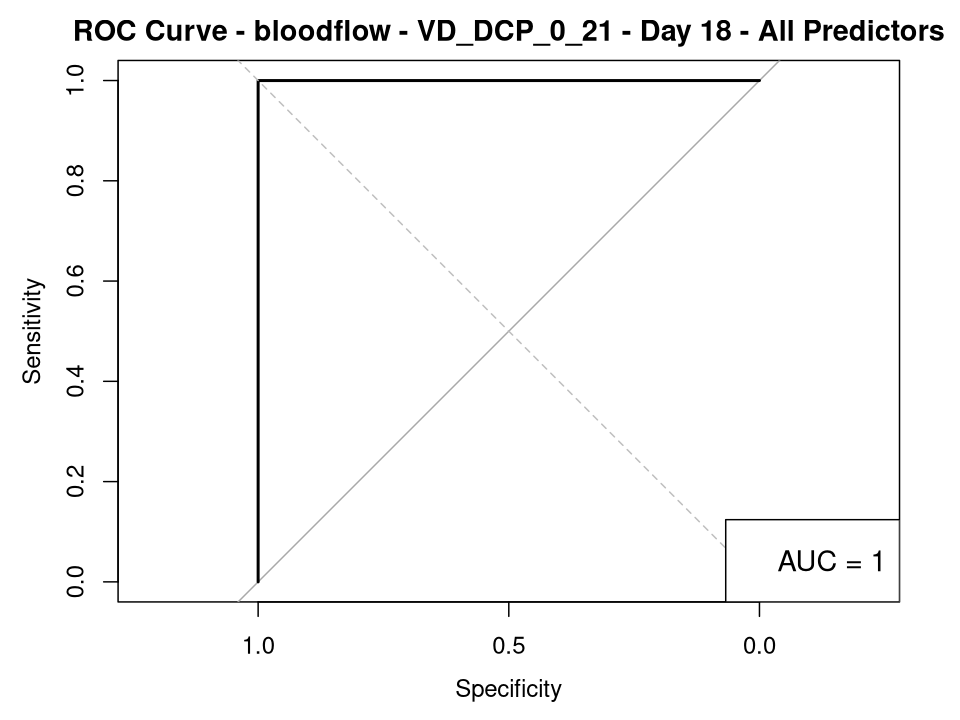 ROC Curve - bloodflow - VD_DCP_0_21 - Day 18 - All Predictors
1.0
0.8
0.6
0.4
0.2
0.0
Sensitivity
AUC = 1
1.0 0.5 0.0
Specificity